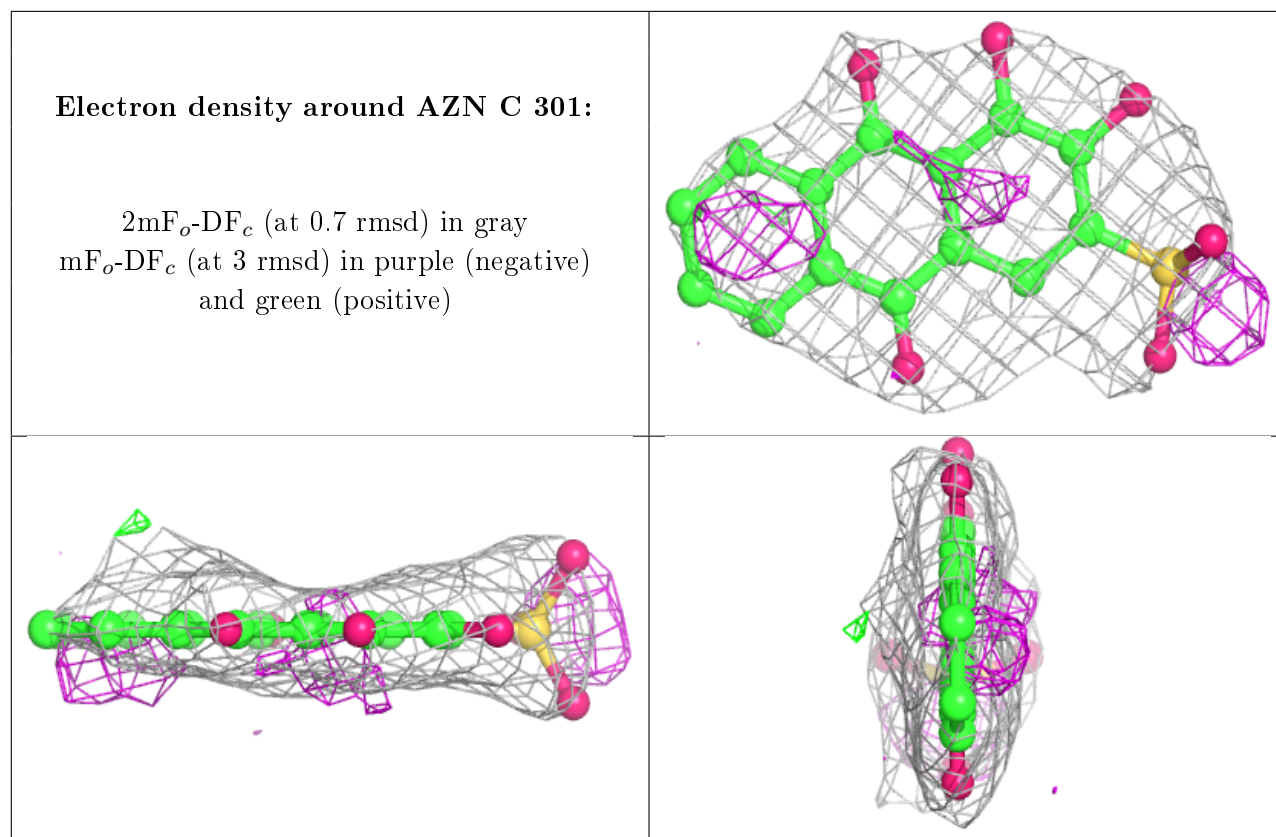 Electron density around AZN C 301:
2mFo-DFc (at 0.7 rmsd) in gray
mFo-DFc (at 3 rmsd) in purple (negative)
and green (positive)